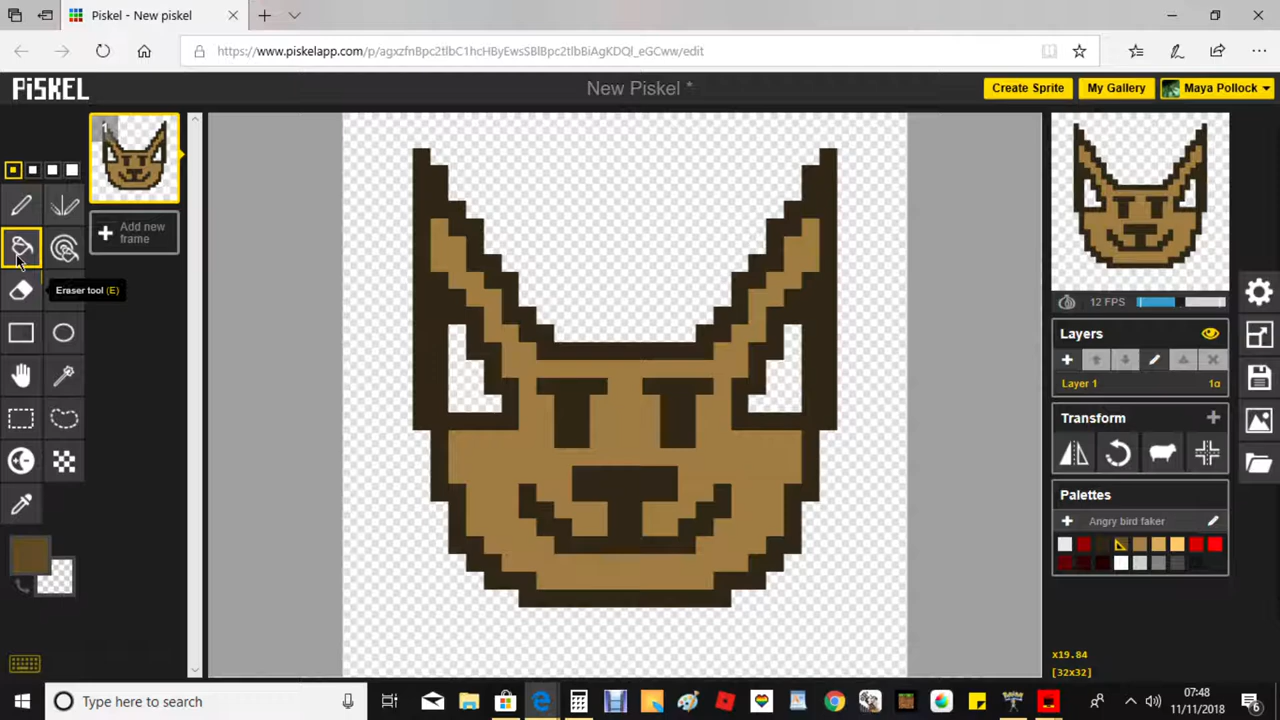 Piskel - New piskel
https://www.piskelapp.com/p/
PiSKEL
New Piskel *
Create Sprite
My Gallery
Maya Pollock
Add new
frame
Eraser tool (E)
12 FPS
Layers
Layer 1
1α
Transform
Palettes
Angry bird faker
x19.84
[32x32]
Type here to search
07:48
11/11/2018
6